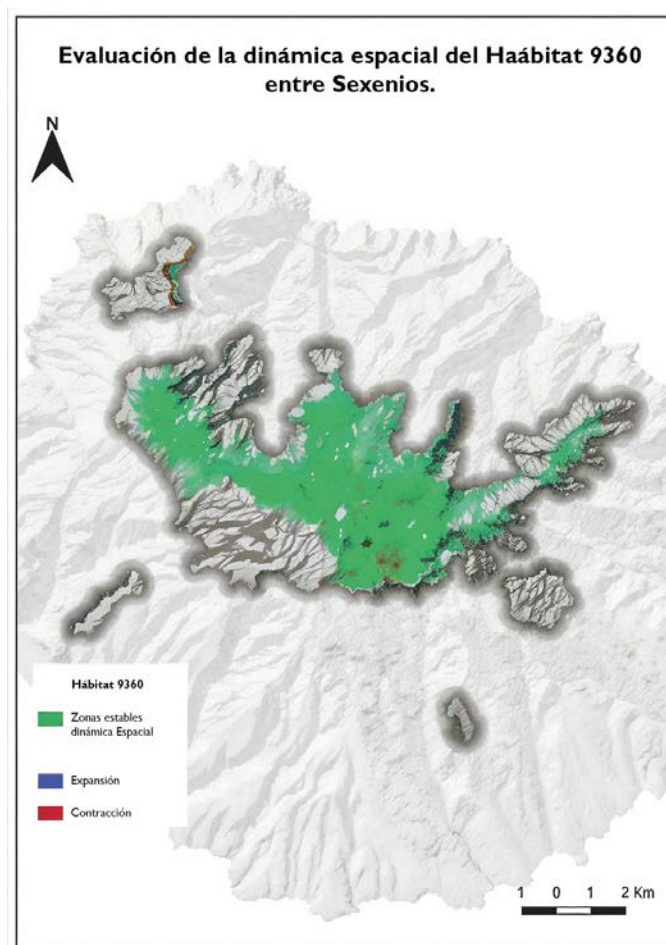 Evaluación de la dinámica espacial del Haábitat 9360
entre Sexenios.
N
Hábitat 9360
Zonas estables
dinámica Espacial
Expansión
Contracción
1 0 1 2 Km